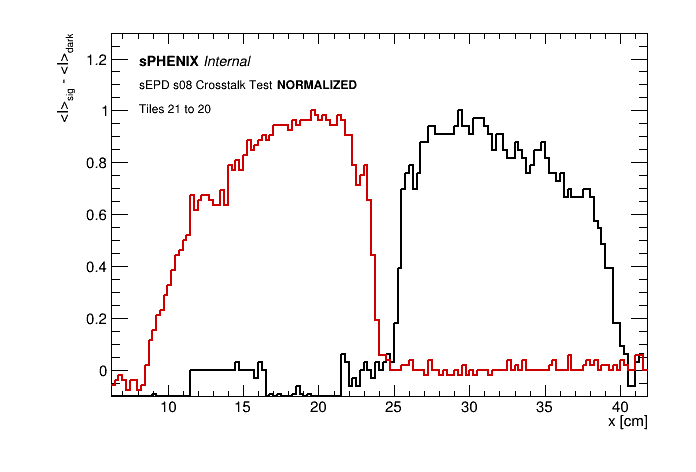 <I>sig - <I>dark
sPHENIX Internal
sEPD s08 Crosstalk Test NORMALIZED
Tiles 21 to 20
1.2
1
0.8
0.6
0.4
0.2
0
10 15 20 25 30 35 40
x [cm]